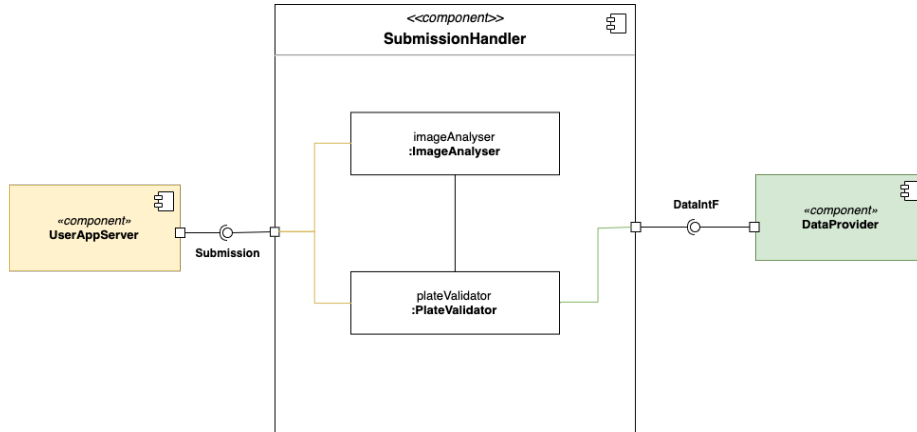 <<component>>
SubmissionHandler
imageAnalyser
:ImageAnalyser
«component»
UserAppServer
Submission
DataIntF
«component»
DataProvider
plateValidator
:PlateValidator